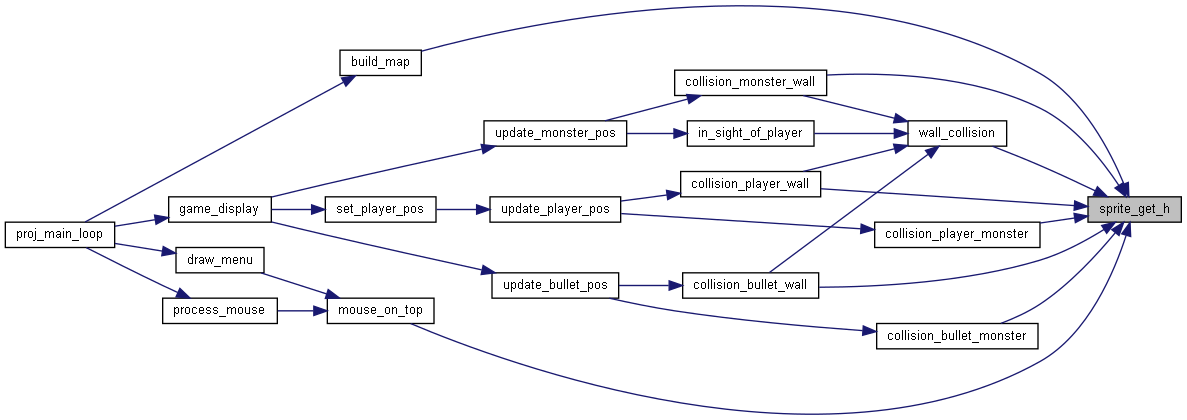 build_map
collision_monster_wall
update_monster_pos
in_sight_of_player
wall_collision
collision_player_wall
game_display
set_player_pos
update_player_pos
sprite_get_h
proj_main_loop
collision_player_monster
draw_menu
update_bullet_pos
collision_bullet_wall
process_mouse
mouse_on_top
collision_bullet_monster